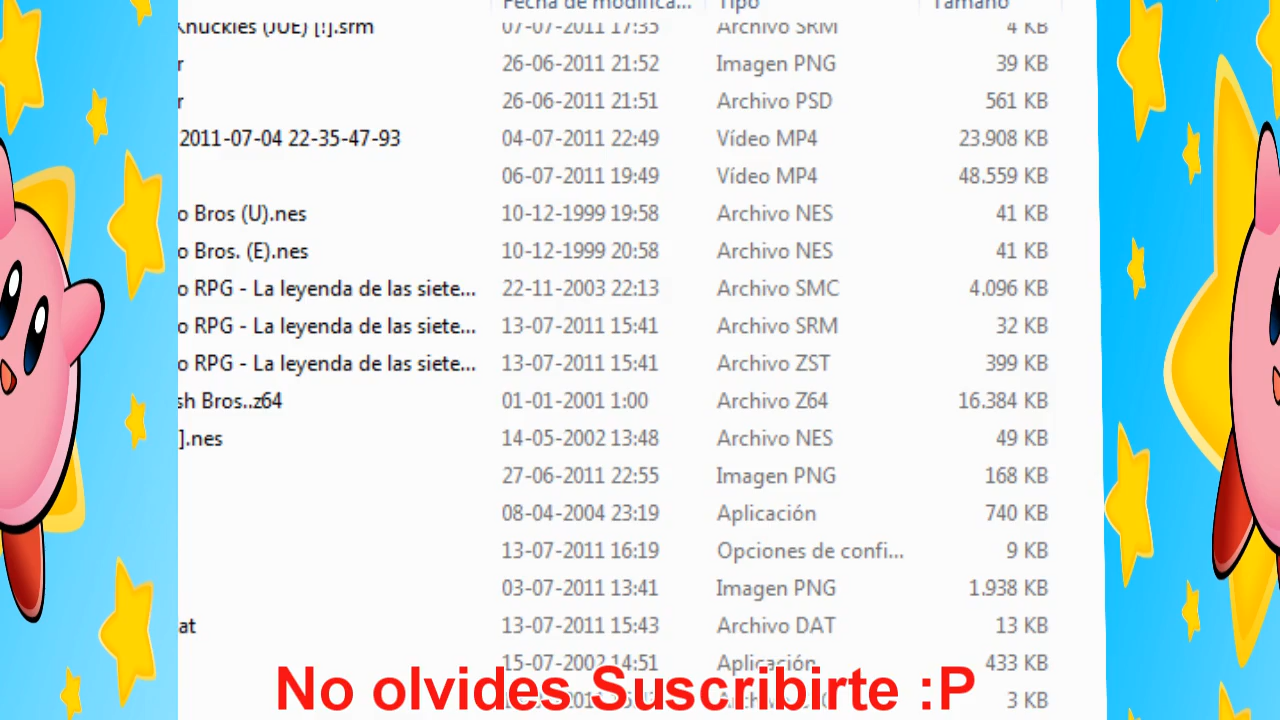 Fecha de modifica... Tipo Tamaño
Knuckles (JUE) [!].srm 07-07-2011 17:35 Archivo SRM 4 KB
r 26-06-2011 21:52 Imagen PNG 39 KB
r 26-06-2011 21:51 Archivo PSD 561 KB
2011-07-04 22-35-47-93 04-07-2011 22:49 Vídeo MP4 23.908 KB
06-07-2011 19:49 Vídeo MP4 48.559 KB
o Bros (U).nes 10-12-1999 19:58 Archivo NES 41 KB
o Bros. (E).nes 10-12-1999 20:58 Archivo NES 41 KB
o RPG - La leyenda de las siete... 22-11-2003 22:13 Archivo SMC 4.096 KB
o RPG - La leyenda de las siete... 13-07-2011 15:41 Archivo SRM 32 KB
o RPG - La leyenda de las siete... 13-07-2011 15:41 Archivo ZST 399 KB
sh Bros..z64 01-01-2001 1:00 Archivo Z64 16.384 KB
].nes 14-05-2002 13:48 Archivo NES 49 KB
27-06-2011 22:55 Imagen PNG 168 KB
08-04-2004 23:19 Aplicación 740 KB
13-07-2011 16:19 Opciones de confi... 9 KB
03-07-2011 13:41 Imagen PNG 1.938 KB
at 13-07-2011 15:43 Archivo DAT 13 KB
15-07-2002 14:51 Aplicación 433 KB
No olvides Suscribirte :P
3 KB